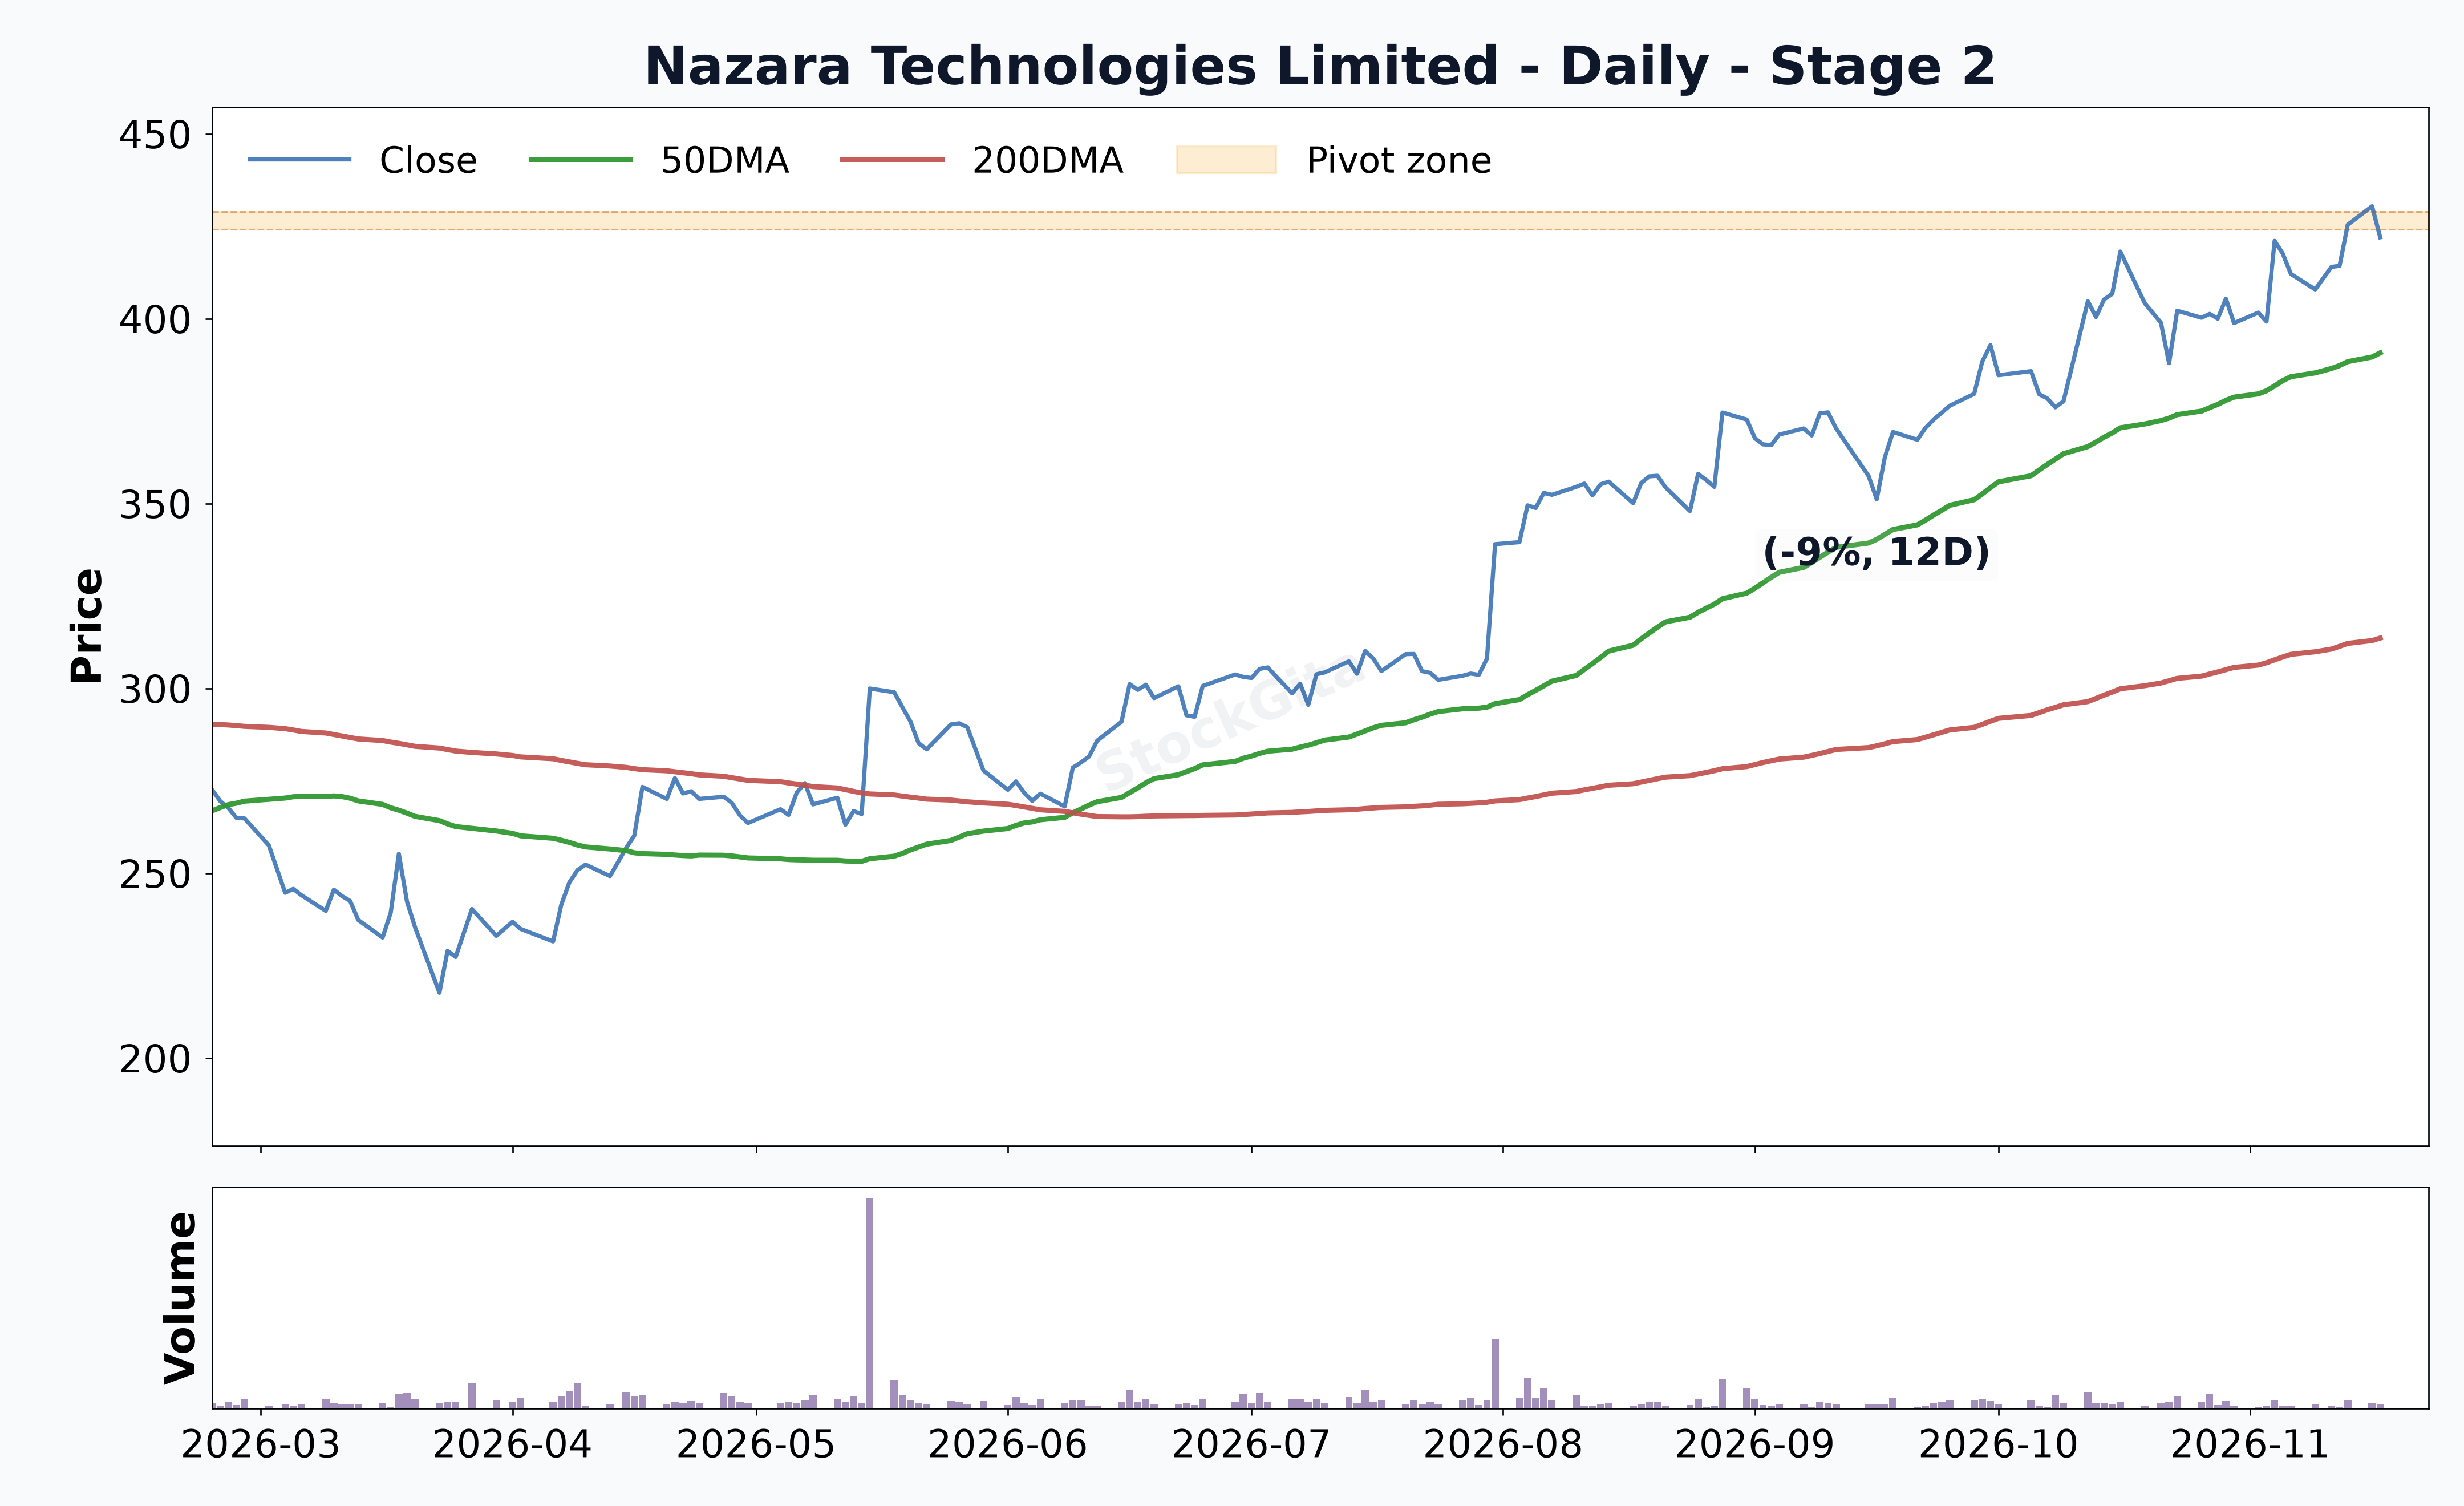 Nazara Technologies Limited - Daily - Stage 2
Close
50DMA
200DMA
Pivot zone
450
400
350
300
250
200
Price
(-9%, 12D)
StockGita
Volume
2026-03
2026-04
2026-05
2026-06
2026-07
2026-08
2026-09
2026-10
2026-11